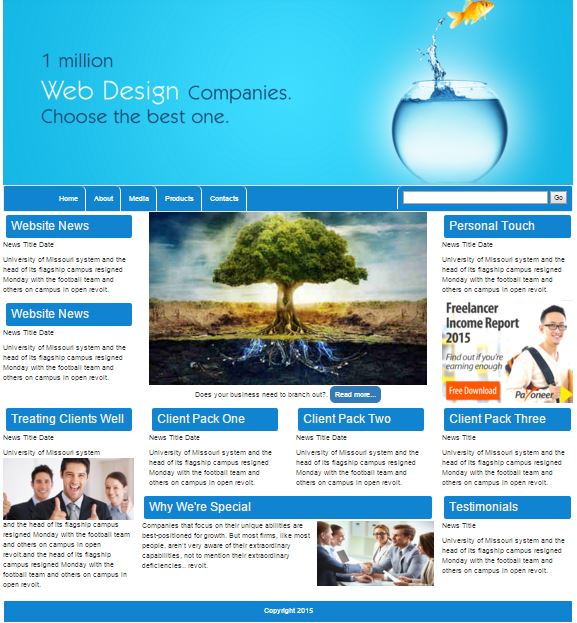 1 million
Web Design Companies.
Choose the best one.
Home About Media Products Contacts Go
Website News
News Title Date
University of Missouri system and the
head of its flagship campus resigned
Monday with the football team and
others on campus in open revolt.
Website News
News Title Date
University of Missouri system and the
head of its flagship campus resigned
Monday with the football team and
others on campus in open revolt.
Does your business need to branch out?. Read more...
Personal Touch
News Title Date
University of Missouri system and the
head of its flagship campus resigned
Monday with the football team and
others on campus in open revolt.
Freelancer
Income Report
2015
Find out if you're
earning enough
Free Download
Payoneer
Treating Clients Well
News Title Date
University of Missouri system
and the head of its flagship campus
resigned Monday with the football team
and others on campus in open
revolt.and the head of its flagship
campus resigned Monday with the
football team and others on campus in
open revolt.
Client Pack One
News Title Date
University of Missouri system and the
head of its flagship campus resigned
Monday with the football team and
others on campus in open revolt.
Client Pack Two
News Title Date
University of Missouri system and the
head of its flagship campus resigned
Monday with the football team and
others on campus in open revolt.
Client Pack Three
News Title
University of Missouri system and the
head of its flagship campus resigned
Monday with the football team and
others on campus in open revolt.
Why We're Special
Companies that focus on their unique abilities are
best-positioned for growth. But most firms, like most
people, aren't very aware of their extraordinary
capabilities, not to mention their extraordinary
deficiencies.. revolt.
Testimonials
News Title
University of Missouri system and the
head of its flagship campus resigned
Monday with the football team and
others on campus in open revolt.
Copyright 2015